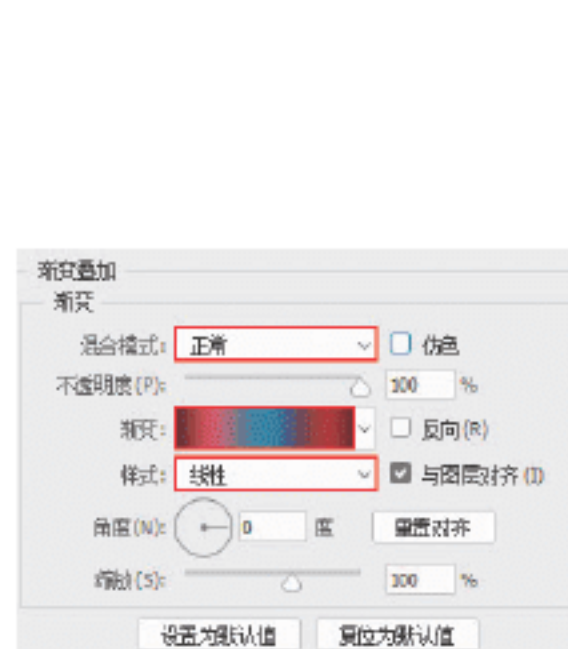 渐变叠加
渐变
混合模式: 正常 仿色
不透明度(P): 100 %
渐变: 反向(R)
样式: 线性 与图层对齐(I)
角度(N): 0 度 重置对齐
缩放(S): 100 %
设置为默认值 复位为默认值